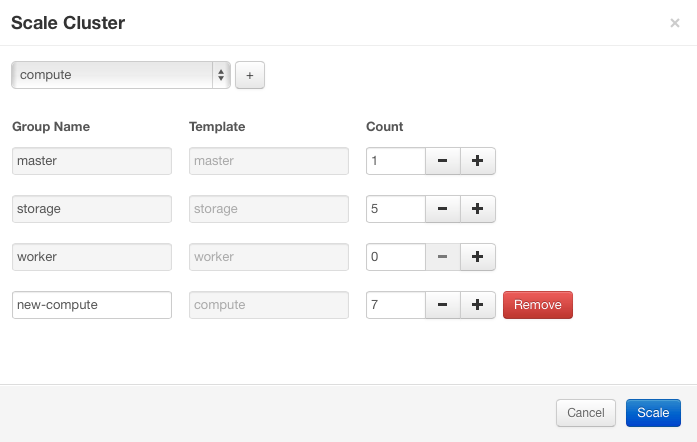 Scale Cluster ×
compute +
Group Name Template Count
master master 1 − +
storage storage 5 − +
worker worker 0 − +
new-compute compute 7 − + Remove
Cancel Scale